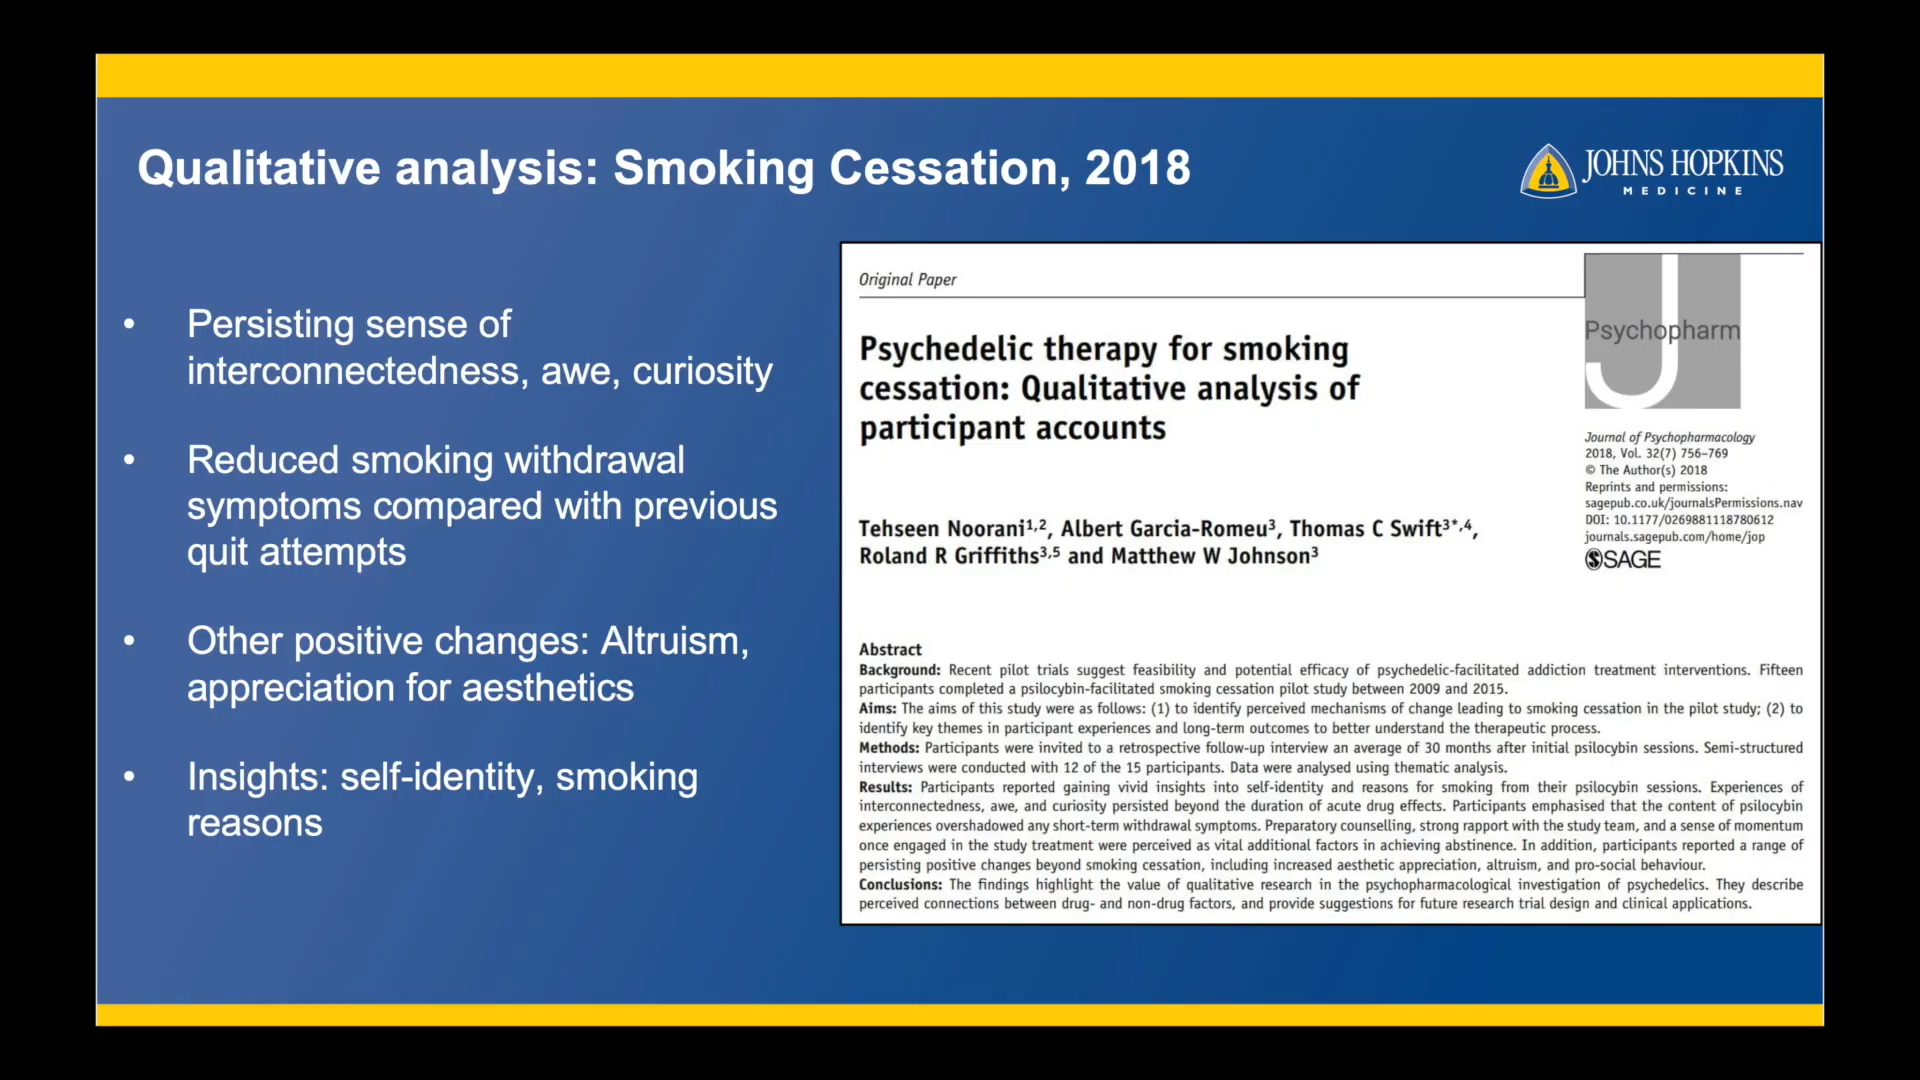 Qualitative analysis: Smoking Cessation, 2018
JOHNS HOPKINS
MEDICINE
• Persisting sense of
interconnectedness, awe, curiosity
• Reduced smoking withdrawal
symptoms compared with previous
quit attempts
• Other positive changes: Altruism,
appreciation for aesthetics
• Insights: self-identity, smoking
reasons
Original Paper
Psychedelic therapy for smoking
cessation: Qualitative analysis of
participant accounts
Psychopharm
J
Journal of Psychopharmacology
2018, Vol. 32(7) 756–769
© The Author(s) 2018
Reprints and permissions:
sagepub.co.uk/journalsPermissions.nav
DOI: 10.1177/0269881118780612
journals.sagepub.com/home/jop
SSAGE
Tehseen Noorani1,2, Albert Garcia-Romeu3, Thomas C Swift3*,4,
Roland R Griffiths3,5 and Matthew W Johnson3
Abstract
Background: Recent pilot trials suggest feasibility and potential efficacy of psychedelic-facilitated addiction treatment interventions. Fifteen
participants completed a psilocybin-facilitated smoking cessation pilot study between 2009 and 2015.
Aims: The aims of this study were as follows: (1) to identify perceived mechanisms of change leading to smoking cessation in the pilot study; (2) to
identify key themes in participant experiences and long-term outcomes to better understand the therapeutic process.
Methods: Participants were invited to a retrospective follow-up interview an average of 30 months after initial psilocybin sessions. Semi-structured
interviews were conducted with 12 of the 15 participants. Data were analysed using thematic analysis.
Results: Participants reported gaining vivid insights into self-identity and reasons for smoking from their psilocybin sessions. Experiences of
interconnectedness, awe, and curiosity persisted beyond the duration of acute drug effects. Participants emphasised that the content of psilocybin
experiences overshadowed any short-term withdrawal symptoms. Preparatory counselling, strong rapport with the study team, and a sense of momentum
once engaged in the study treatment were perceived as vital additional factors in achieving abstinence. In addition, participants reported a range of
persisting positive changes beyond smoking cessation, including increased aesthetic appreciation, altruism, and pro-social behaviour.
Conclusions: The findings highlight the value of qualitative research in the psychopharmacological investigation of psychedelics. They describe
perceived connections between drug- and non-drug factors, and provide suggestions for future research trial design and clinical applications.